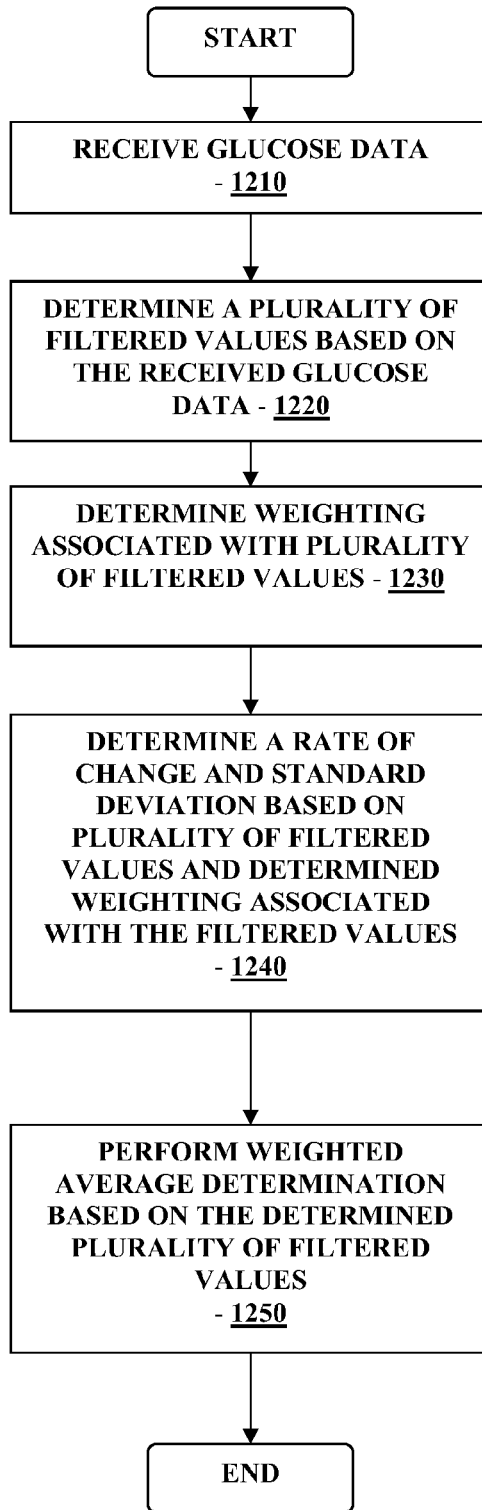 START
RECEIVE GLUCOSE DATA
- 1210
DETERMINE A PLURALITY OF
FILTERED VALUES BASED ON
THE RECEIVED GLUCOSE
DATA - 1220
DETERMINE WEIGHTING
ASSOCIATED WITH PLURALITY
OF FILTERED VALUES - 1230
DETERMINE A RATE OF
CHANGE AND STANDARD
DEVIATION BASED ON
PLURALITY OF FILTERED
VALUES AND DETERMINED
WEIGHTING ASSOCIATED
WITH THE FILTERED VALUES
- 1240
PERFORM WEIGHTED
AVERAGE DETERMINATION
BASED ON THE DETERMINED
PLURALITY OF FILTERED
VALUES
- 1250
END